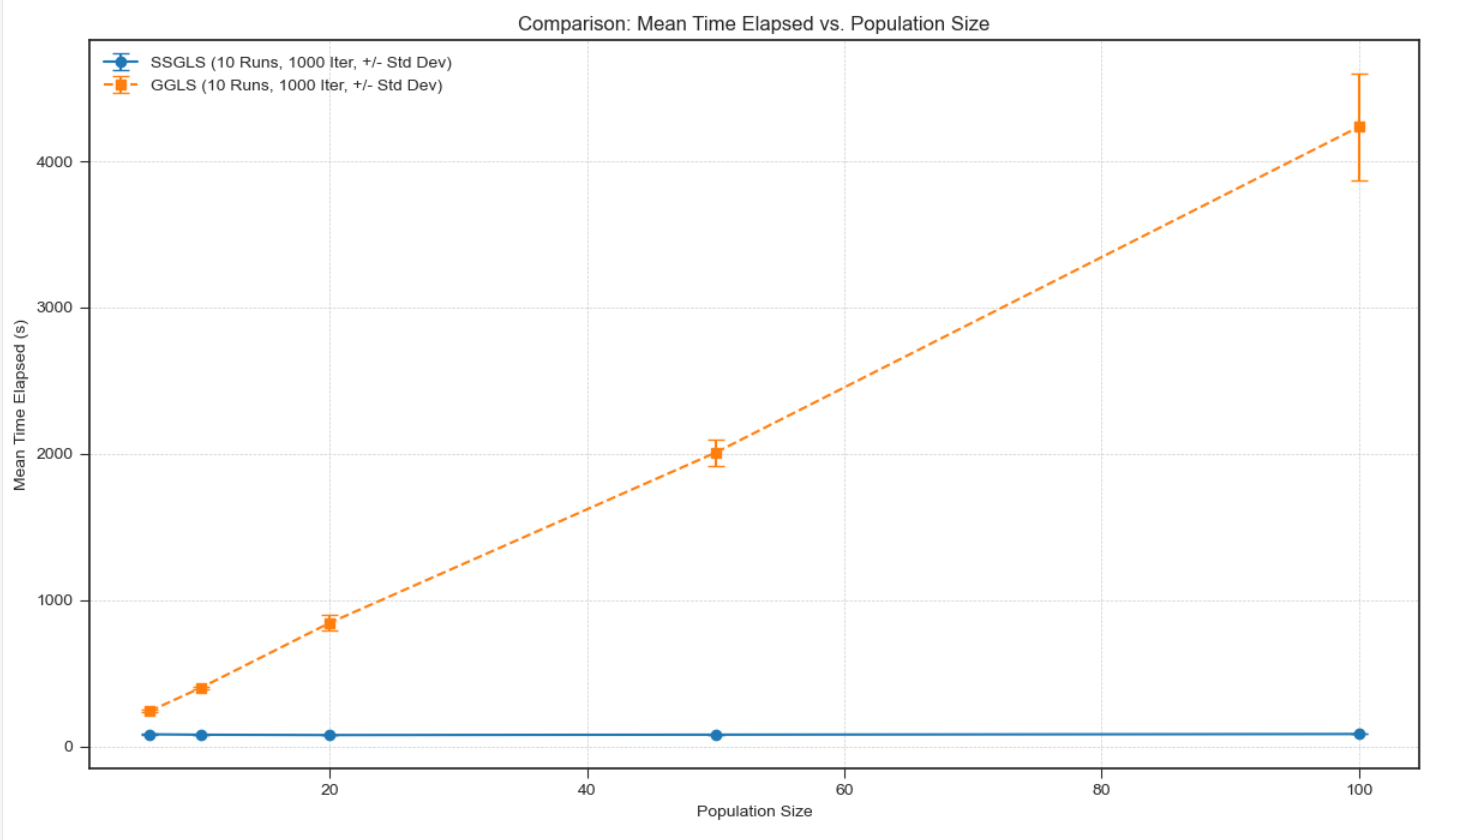 Comparison: Mean Time Elapsed vs. Population Size
SSGLS (10 Runs, 1000 Iter, +/- Std Dev)
GGLS (10 Runs, 1000 Iter, +/- Std Dev)
Mean Time Elapsed (s)
4000
3000
2000
1000
0
20
40
60
80
100
Population Size